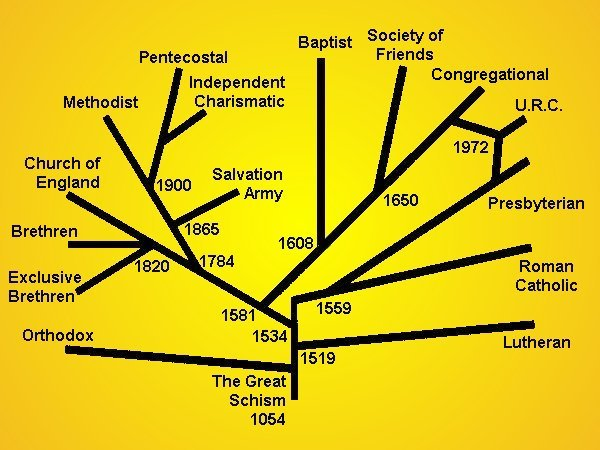 Baptist
Society of
Friends
Pentecostal
Congregational
Independent
Charismatic
Methodist
U.R.C.
1972
Church of
England
1900
Salvation
Army
1650
Presbyterian
Brethren
1865
1608
1820
1784
Roman
Catholic
Exclusive
Brethren
1581
1559
Orthodox
1534
Lutheran
1519
The Great
Schism
1054